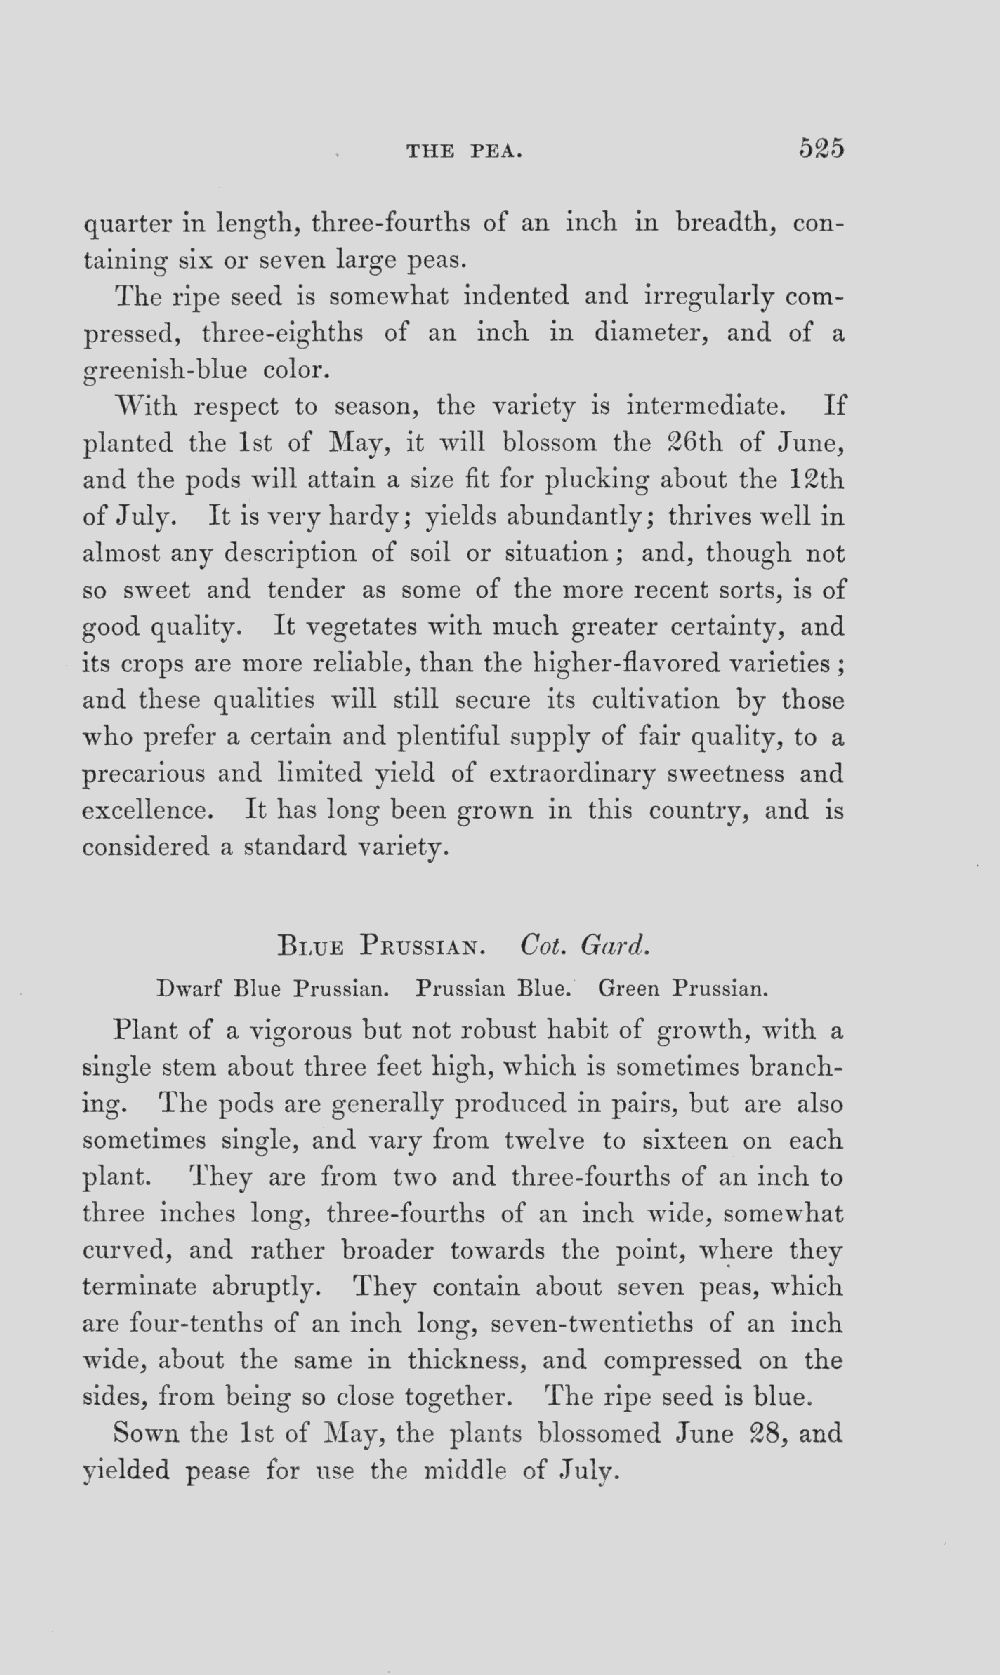 THE PEA. 525
quarter in length, three-fourths of an inch in breadth, con-
taining six or seven large peas.
The ripe seed is somewhat indented and irregularly com-
pressed, three-eighths of an inch in diameter, and of a
greenish-blue color.
With respect to season, the variety is intermediate. If
planted the 1st of May, it will blossom the 26th of June,
and the pods will attain a size fit for plucking about the 12th
of July. It is very hardy; yields abundantly; thrives well in
almost any description of soil or situation; and, though not
so sweet and tender as some of the more recent sorts, is of
good quality. It vegetates with much greater certainty, and
its crops are more reliable, than the higher-flavored varieties;
and these qualities will still secure its cultivation by those
who prefer a certain and plentiful supply of fair quality, to a
precarious and limited yield of extraordinary sweetness and
excellence. It has long been grown in this country, and is
considered a standard variety.
BLUE PRUSSIAN. Cot. Gard.
Dwarf Blue Prussian. Prussian Blue. Green Prussian.
Plant of a vigorous but not robust habit of growth, with a
single stem about three feet high, which is sometimes branch-
ing. The pods are generally produced in pairs, but are also
sometimes single, and vary from twelve to sixteen on each
plant. They are from two and three-fourths of an inch to
three inches long, three-fourths of an inch wide, somewhat
curved, and rather broader towards the point, where they
terminate abruptly. They contain about seven peas, which
are four-tenths of an inch long, seven-twentieths of an inch
wide, about the same in thickness, and compressed on the
sides, from being so close together. The ripe seed is blue.
Sown the 1st of May, the plants blossomed June 28, and
yielded pease for use the middle of July.